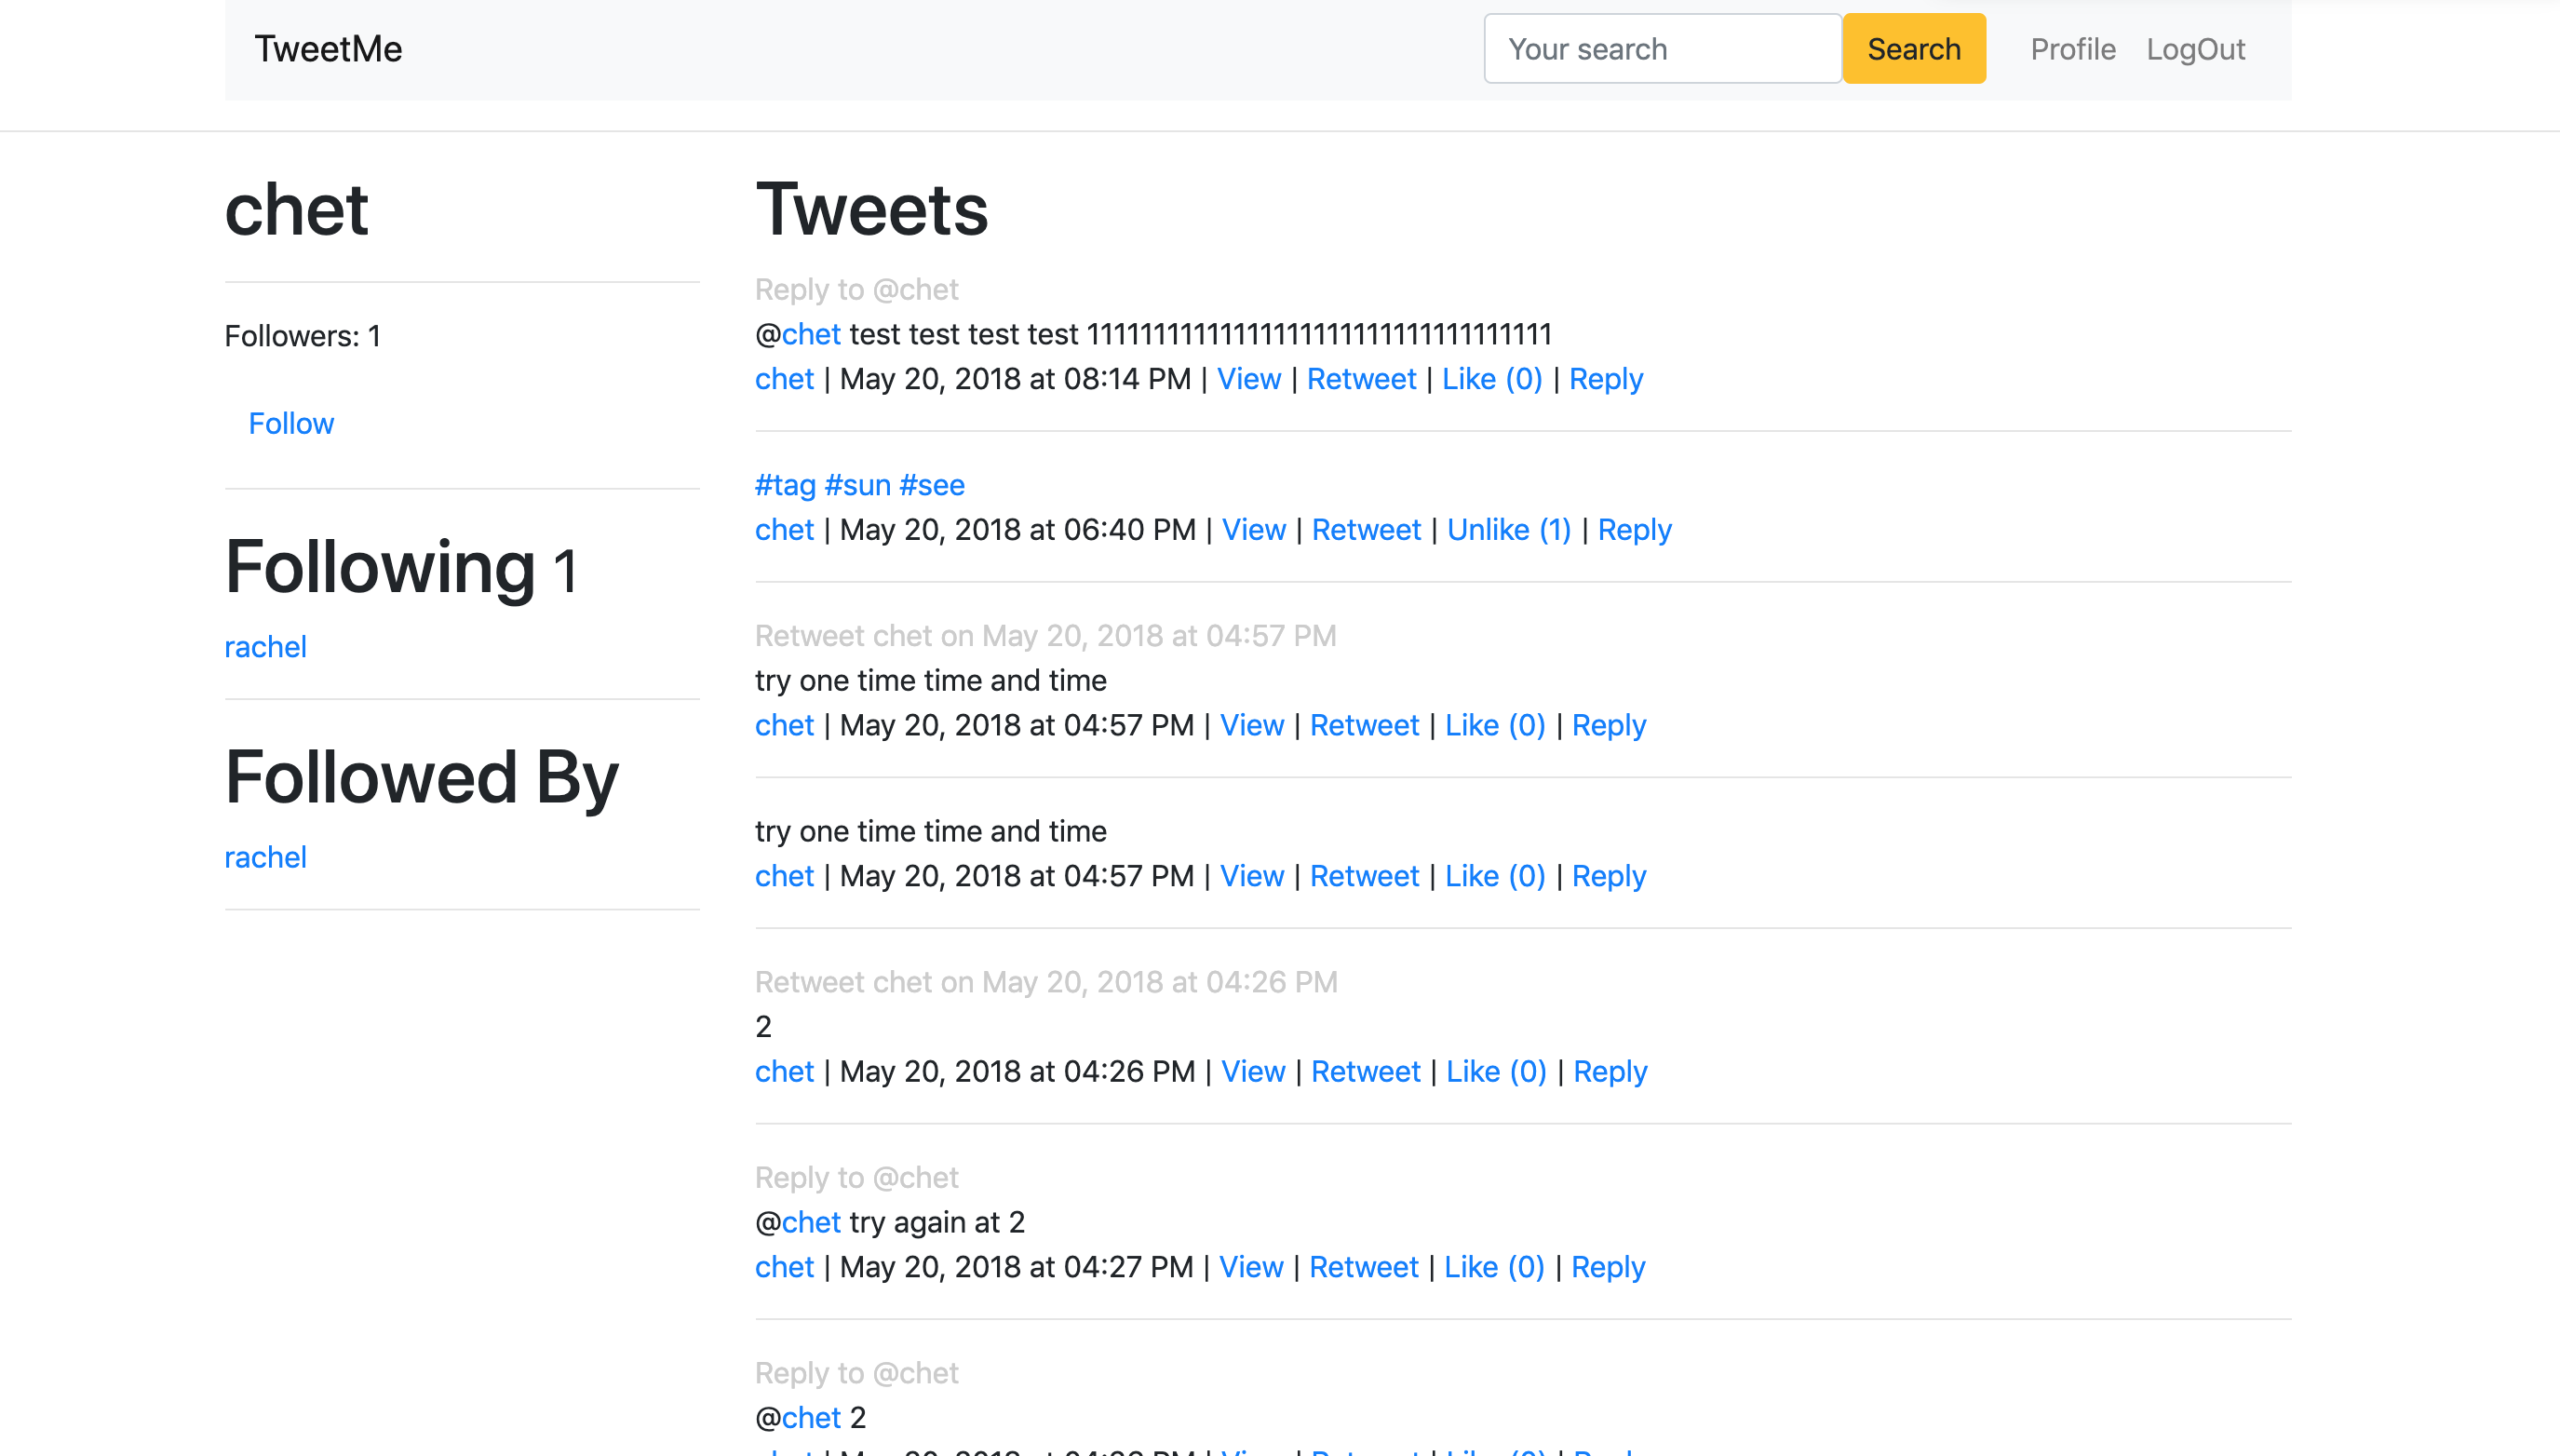 TweetMe
Your search Search Profile LogOut
chet
Followers: 1
Follow
Following 1
rachel
Followed By
rachel
Tweets
Reply to @chet
@chet test test test test 11111111111111111111111111111111111
chet | May 20, 2018 at 08:14 PM | View | Retweet | Like (0) | Reply
#tag #sun #see
chet | May 20, 2018 at 06:40 PM | View | Retweet | Unlike (1) | Reply
Retweet chet on May 20, 2018 at 04:57 PM
try one time time and time
chet | May 20, 2018 at 04:57 PM | View | Retweet | Like (0) | Reply
try one time time and time
chet | May 20, 2018 at 04:57 PM | View | Retweet | Like (0) | Reply
Retweet chet on May 20, 2018 at 04:26 PM
2
chet | May 20, 2018 at 04:26 PM | View | Retweet | Like (0) | Reply
Reply to @chet
@chet try again at 2
chet | May 20, 2018 at 04:27 PM | View | Retweet | Like (0) | Reply
Reply to @chet
@chet 2